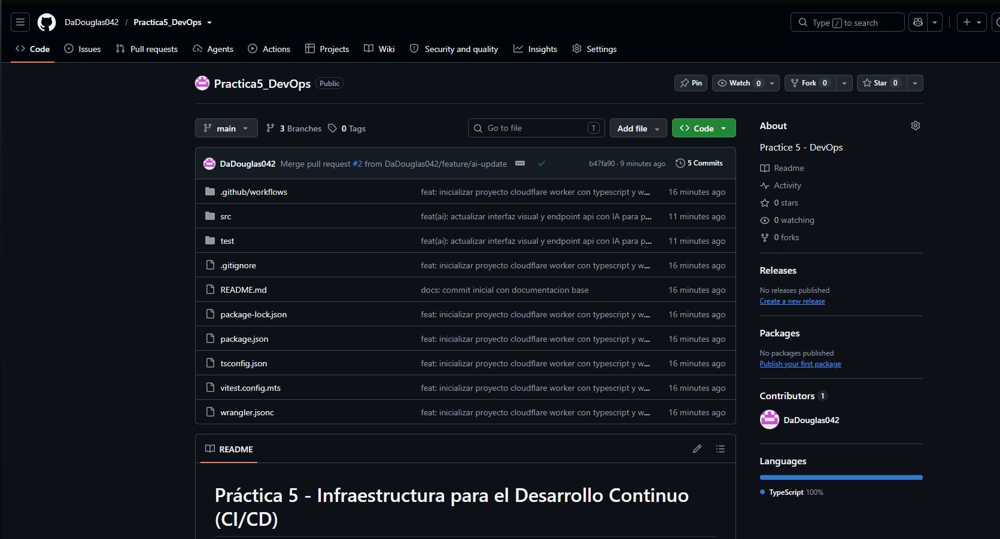 DaDouglas042 / Practica5_DevOps
Type / to search
Code Issues Pull requests Agents Actions Projects Wiki Security and quality Insights Settings
Practica5_DevOps Public
Pin Watch 0 Fork 0 Star 0
main 3 Branches 0 Tags
Go to file T Add file Code
DaDouglas042 Merge pull request #2 from DaDouglas042/feature/ai-update b47fa90 · 9 minutes ago 5 Commits
.github/workflows feat: inicializar proyecto cloudflare worker con typescript y w... 16 minutes ago
src feat(ai): actualizar interfaz visual y endpoint api con IA para p... 11 minutes ago
test feat(ai): actualizar interfaz visual y endpoint api con IA para p... 11 minutes ago
.gitignore feat: inicializar proyecto cloudflare worker con typescript y w... 16 minutes ago
README.md docs: commit inicial con documentacion base 16 minutes ago
package-lock.json feat: inicializar proyecto cloudflare worker con typescript y w... 16 minutes ago
package.json feat: inicializar proyecto cloudflare worker con typescript y w... 16 minutes ago
tsconfig.json feat: inicializar proyecto cloudflare worker con typescript y w... 16 minutes ago
vitest.config.mts feat: inicializar proyecto cloudflare worker con typescript y w... 16 minutes ago
wrangler.jsonc feat: inicializar proyecto cloudflare worker con typescript y w... 16 minutes ago
README
Práctica 5 - Infraestructura para el Desarrollo Continuo
(CI/CD)
About
Practice 5 - DevOps
Readme
Activity
0 stars
0 watching
0 forks
Releases
No releases published
Create a new release
Packages
No packages published
Publish your first package
Contributors 1
DaDouglas042
Languages
TypeScript 100%